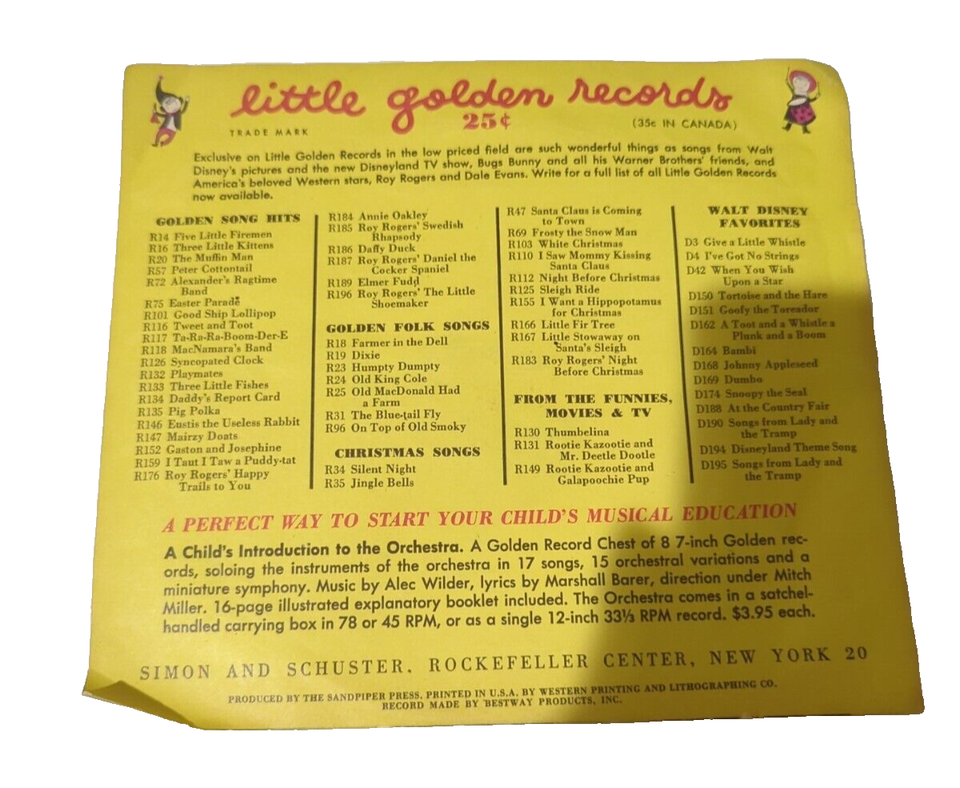 little golden records
TRADE MARK
25¢
(35c IN CANADA)
Exclusive on Little Golden Records in the low priced field are such wonderful things as songs from Walt
Disney's pictures and the new Disneyland TV show, Bugs Bunny and all his Warner Brothers' friends, and
America's beloved Western stars, Roy Rogers and Dale Evans. Write for a full list of all Little Golden Records
now available.
GOLDEN SONG HITS
R14 Five Little Firemen
R16 Three Little Kittens
R20 The Muffin Man
R57 Peter Cottontail
R72 Alexander's Ragtime
Band
R75 Easter Parade
R101 Good Ship Lollipop
R116 Tweet and Toot
R117 Ta-Ra-Ra-Boom-Der-E
R118 MacNamara's Band
R126 Syncopated Clock
R132 Playmates
R133 Three Little Fishes
R134 Daddy's Report Card
R135 Pig Polka
R146 Eustis the Useless Rabbit
R147 Mairzy Doats
R152 Gaston and Josephine
R159 I Taut I Taw a Puddy-tat
R176 Roy Rogers' Happy
Trails to You
R184 Annie Oakley
R185 Roy Rogers' Swedish
Rhapsody
R186 Daffy Duck
R187 Roy Rogers' Daniel the
Cocker Spaniel
R189 Elmer Fudd
R196 Roy Rogers' The Little
Shoemaker
GOLDEN FOLK SONGS
R18 Farmer in the Dell
R19 Dixie
R23 Humpty Dumpty
R24 Old King Cole
R25 Old MacDonald Had
a Farm
R31 The Blue-tail Fly
R96 On Top of Old Smoky
CHRISTMAS SONGS
R34 Silent Night
R35 Jingle Bells
R47 Santa Claus is Coming
to Town
R69 Frosty the Snow Man
R103 White Christmas
R110 I Saw Mommy Kissing
Santa Claus
R112 Night Before Christmas
R125 Sleigh Ride
R155 I Want a Hippopotamus
for Christmas
R166 Little Fir Tree
R167 Little Stowaway on
Santa's Sleigh
R183 Roy Rogers' Night
Before Christmas
FROM THE FUNNIES,
MOVIES & TV
R130 Thumbelina
R131 Rootie Kazootie and
Mr. Deetle Dootle
R149 Rootie Kazootie and
Galapoochie Pup
WALT DISNEY
FAVORITES
D3 Give a Little Whistle
D4 I've Got No Strings
D42 When You Wish
Upon a Star
D150 Tortoise and the Hare
D151 Goofy the Toreador
D162 A Toot and a Whistle a
Plunk and a Boom
D164 Bambi
D168 Johnny Appleseed
D169 Dumbo
D174 Snoopy the Seal
D188 At the Country Fair
D190 Songs from Lady and
the Tramp
D194 Disneyland Theme Song
D195 Songs from Lady and
the Tramp
A PERFECT WAY TO START YOUR CHILD'S MUSICAL EDUCATION
A Child's Introduction to the Orchestra. A Golden Record Chest of 8 7-inch Golden rec-
ords, soloing the instruments of the orchestra in 17 songs, 15 orchestral variations and a
miniature symphony. Music by Alec Wilder, lyrics by Marshall Barer, direction under Mitch
Miller. 16-page illustrated explanatory booklet included. The Orchestra comes in a satchel-
handled carrying box in 78 or 45 RPM, or as a single 12-inch 33⅓ RPM record. $3.95 each.
SIMON AND SCHUSTER. ROCKEFELLER CENTER, NEW YORK 20
PRODUCED BY THE SANDPIPER PRESS. PRINTED IN U.S.A. BY WESTERN PRINTING AND LITHOGRAPHING CO.
RECORD MADE BY BESTWAY PRODUCTS, INC.